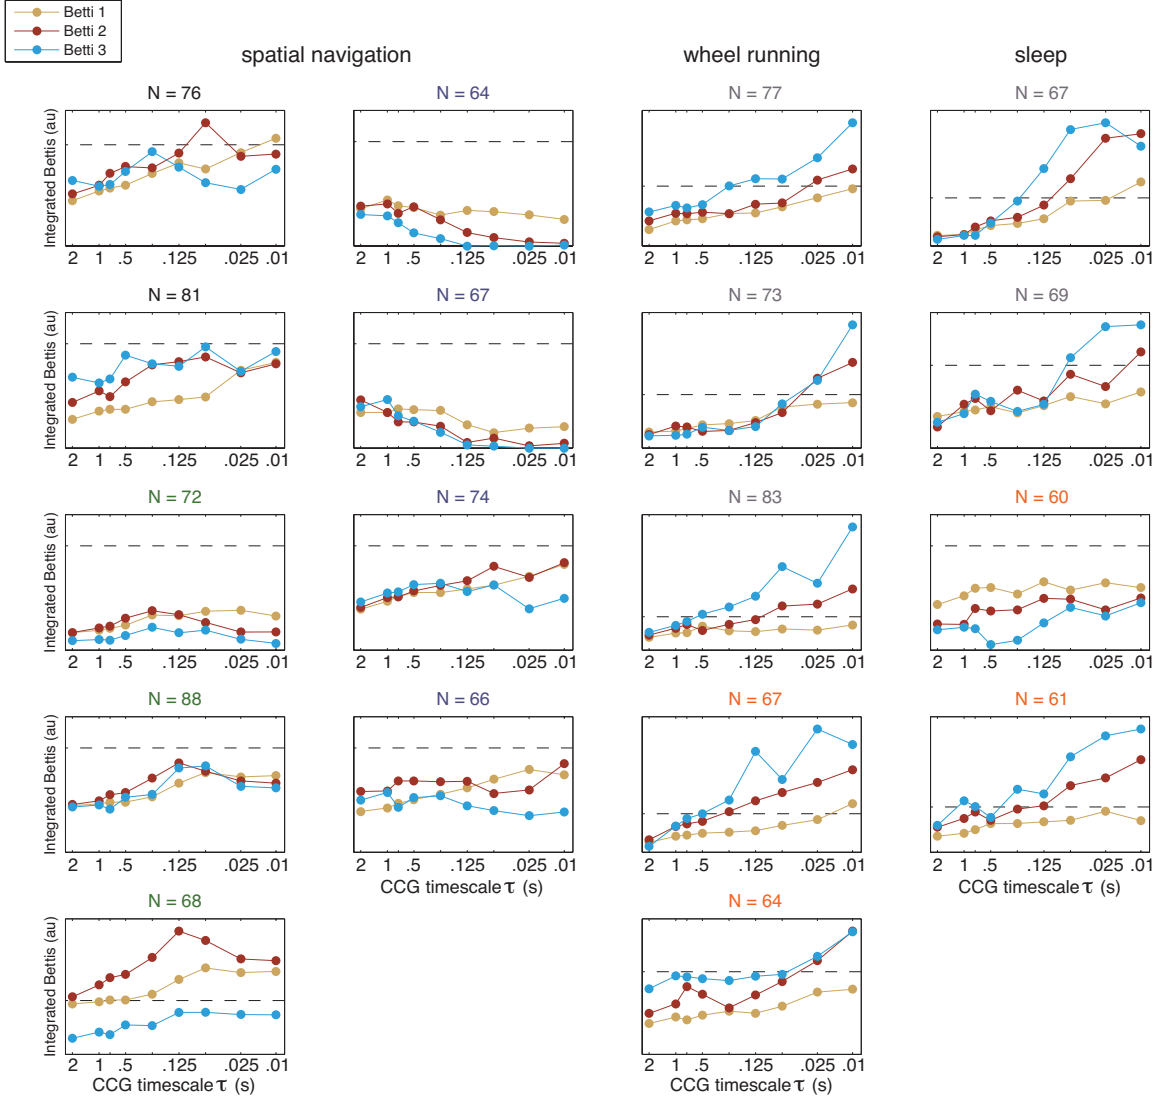 Betti 1
Betti 2
Betti 3
spatial navigation
wheel running
sleep
N = 76
N = 64
N = 77
N = 67
Integrated Bettis (au)
2 1 .5 .125 .025 .01
2 1 .5 .125 .025 .01
2 1 .5 .125 .025 .01
2 1 .5 .125 .025 .01
N = 81
N = 67
N = 73
N = 69
Integrated Bettis (au)
2 1 .5 .125 .025 .01
2 1 .5 .125 .025 .01
2 1 .5 .125 .025 .01
2 1 .5 .125 .025 .01
N = 72
N = 74
N = 83
N = 60
Integrated Bettis (au)
2 1 .5 .125 .025 .01
2 1 .5 .125 .025 .01
2 1 .5 .125 .025 .01
2 1 .5 .125 .025 .01
N = 88
N = 66
N = 67
N = 61
Integrated Bettis (au)
2 1 .5 .125 .025 .01
2 1 .5 .125 .025 .01
2 1 .5 .125 .025 .01
2 1 .5 .125 .025 .01
CCG timescale τ (s)
CCG timescale τ (s)
N = 68
N = 64
Integrated Bettis (au)
2 1 .5 .125 .025 .01
2 1 .5 .125 .025 .01
CCG timescale τ (s)
CCG timescale τ (s)